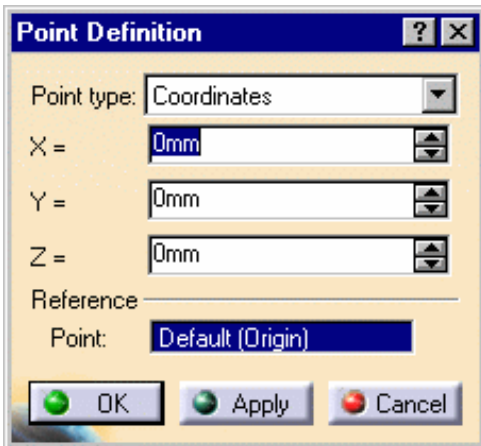 Point Definition ? ×
Point type: Coordinates
X = 0mm
Y = 0mm
Z = 0mm
Reference
Point: Default (Origin)
OK Apply Cancel